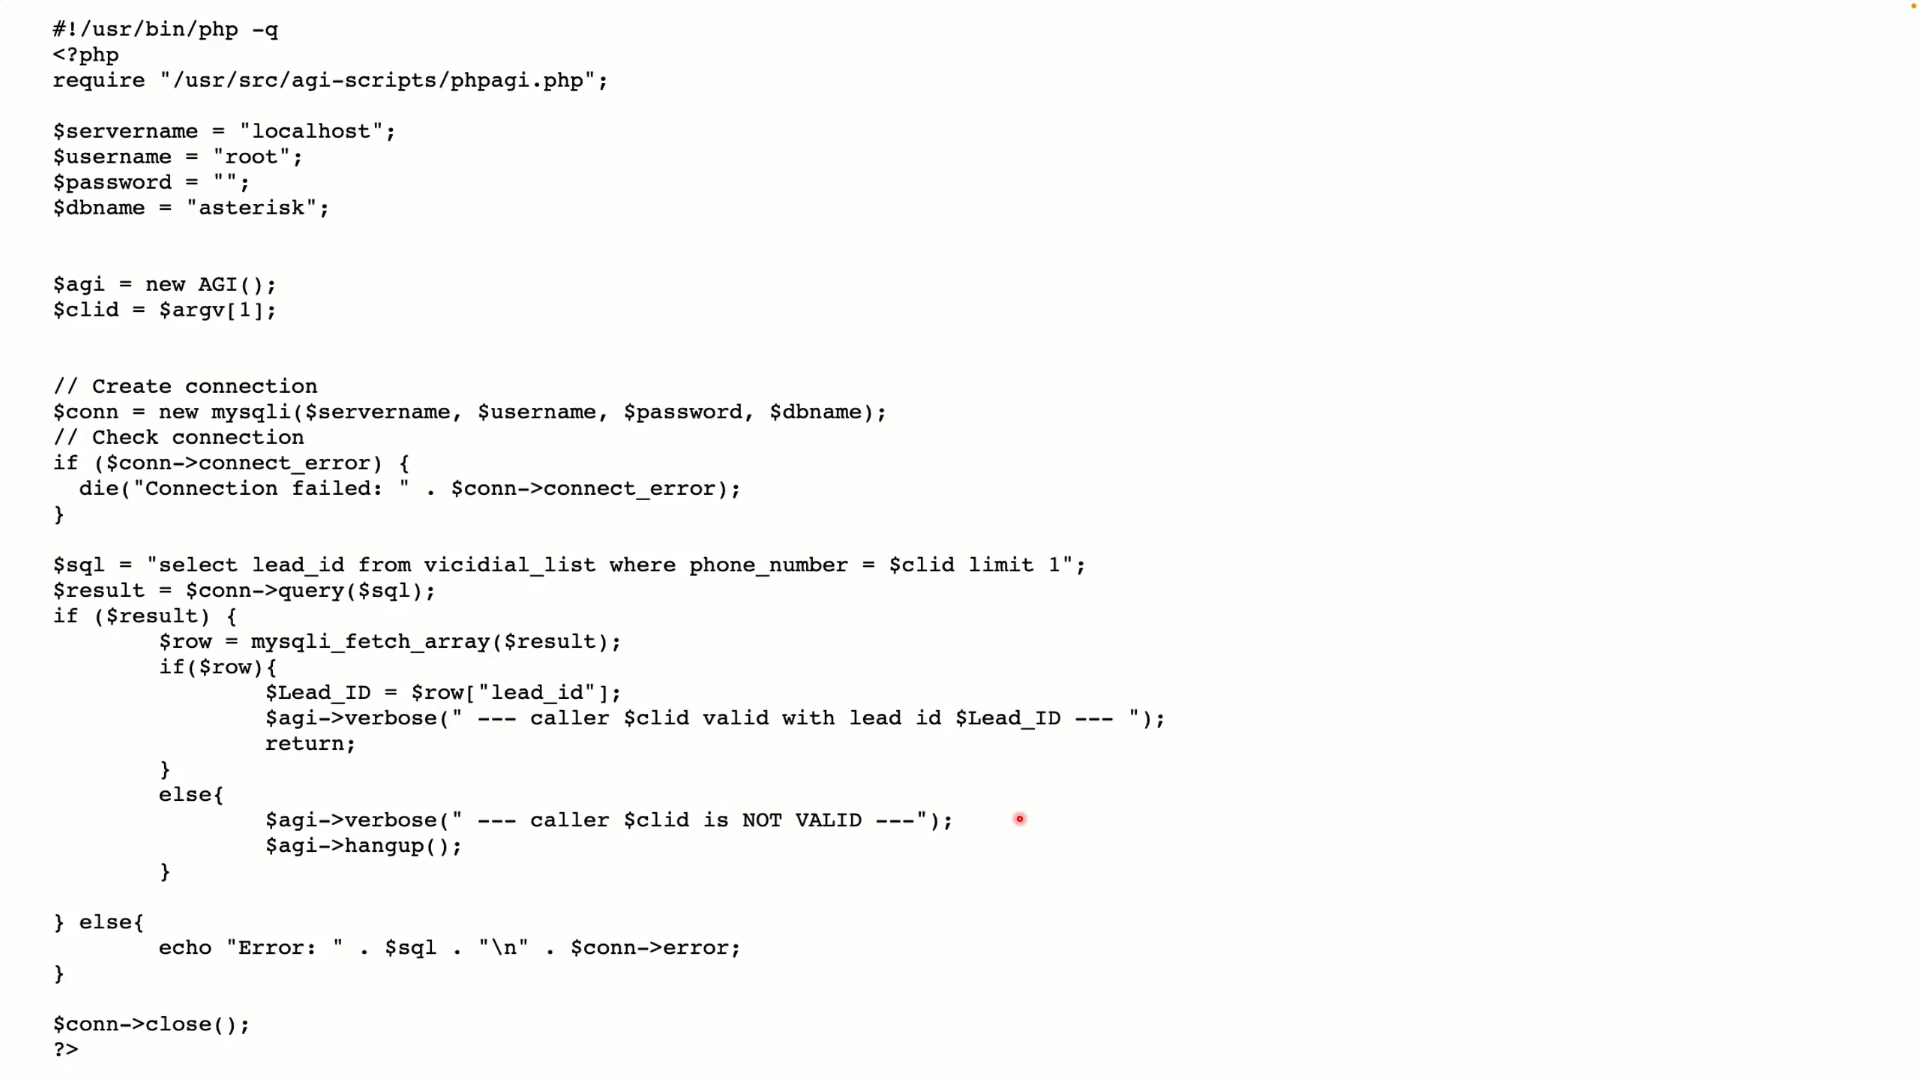 #!/usr/bin/php -q
<?php
require "/usr/src/agi-scripts/phpagi.php";
$servername = "localhost";
$username = "root";
$password = "";
$dbname = "asterisk";
$agi = new AGI();
$clid = $argv[1];
// Create connection
$conn = new mysqli($servername, $username, $password, $dbname);
// Check connection
if ($conn->connect_error) {
  die("Connection failed: " . $conn->connect_error);
}
$sql = "select lead_id from vicidial_list where phone_number = $clid limit 1";
$result = $conn->query($sql);
if ($result) {
        $row = mysqli_fetch_array($result);
        if($row){
                $Lead_ID = $row["lead_id"];
                $agi->verbose(" --- caller $clid valid with lead id $Lead_ID --- ");
                return;
        }
        else{
                $agi->verbose(" --- caller $clid is NOT VALID ---");
                $agi->hangup();
        }
} else{
        echo "Error: " . $sql . "\n" . $conn->error;
}
$conn->close();
?>